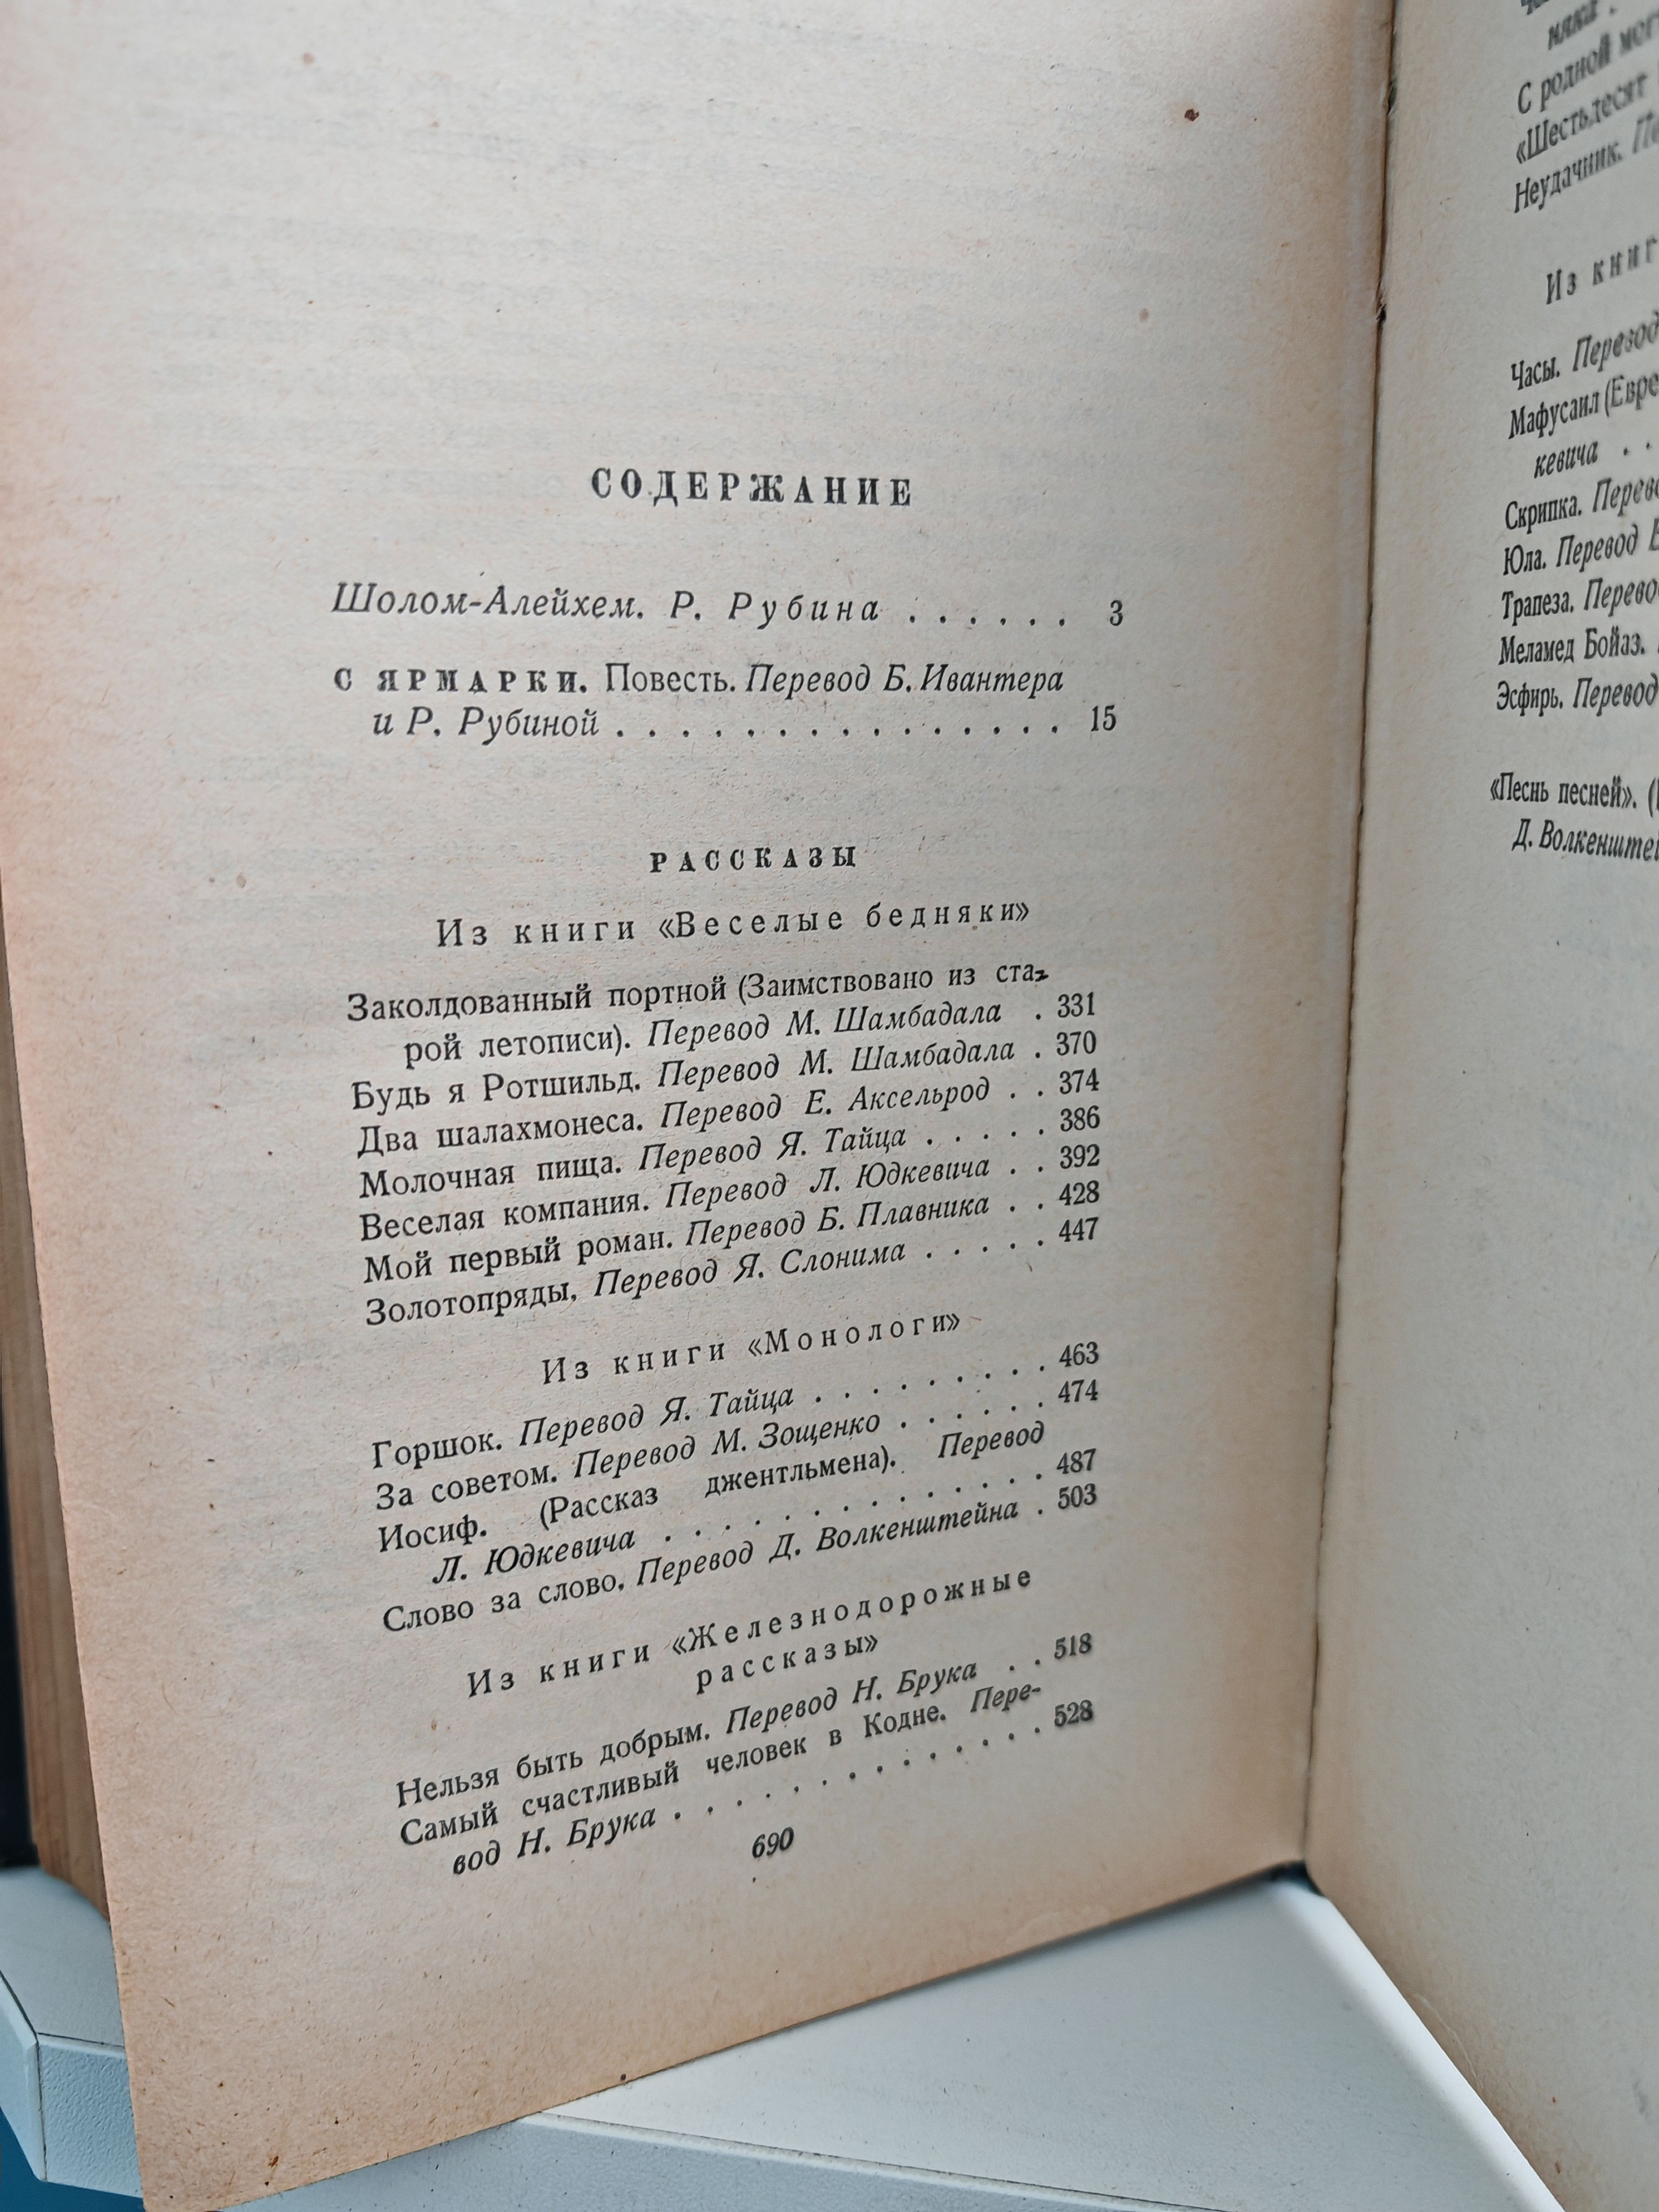 СОДЕРЖАНИЕ
Шолом-Алейхем. Р. Рубина . . . . . . 3
С ЯРМАРКИ. Повесть. Перевод Б. Ивантера
и Р. Рубиной . . . . . . . . . . . . . . 15
РАССКАЗЫ
Из книги «Веселые бедняки»
Заколдованный портной (Заимствовано из ста-
рой летописи). Перевод М. Шамбадала . 331
Будь я Ротшильд. Перевод М. Шамбадала . 370
Два шалахмонеса. Перевод Е. Аксельрод . . 374
Молочная пища. Перевод Я. Тайца . . . . . 386
Веселая компания. Перевод Л. Юдкевича . . 392
Мой первый роман. Перевод Б. Плавника . . 428
Золотопряды. Перевод Я. Слонима . . . . . 447
Из книги «Монологи»
Горшок. Перевод Я. Тайца . . . . . . . . . 463
За советом. Перевод М. Зощенко . . . . . . 474
Иосиф. (Рассказ джентльмена). Перевод
Л. Юдкевича . . . . . . . . . . . . . 487
Слово за слово. Перевод Д. Волкенштейна . 503
Из книги «Железнодорожные
рассказы»
Нельзя быть добрым. Перевод Н. Брука . . 518
Самый счастливый человек в Кодне. Пере-
вод Н. Брука . . . . . . . . . . . . 528
690
няка .
С родной
«Шестьдесят
Неудачник.
Из книг
Часы. Перевод
Мафусаил (Евре
кевича . .
Скрипка. Перево
Юла. Перевод
Трапеза. Перево
Меламед Бойаз.
Эсфирь. Перевод
«Песнь песней». (
Д. Волкенштей